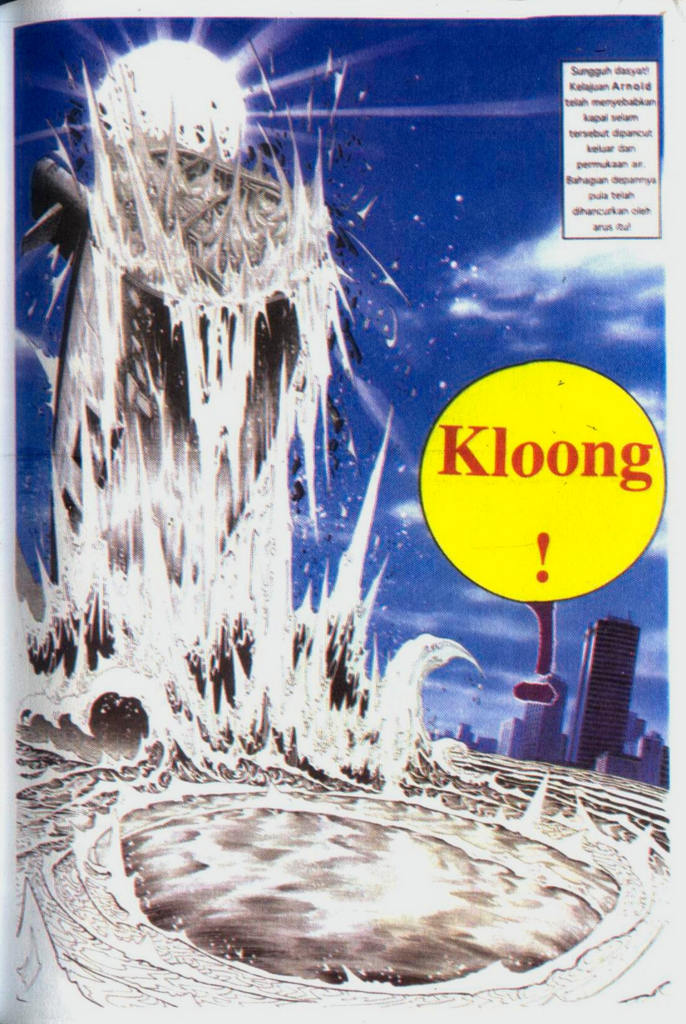 Sungguh dasyat!
Kelajuan Arnold
telah menyebabkan
kapal selam
tersebut dipancut
keluar dari
permukaan air.
Bahagian depannya
pula telah
dihancurkan oleh
arus itu!
Kloong
!